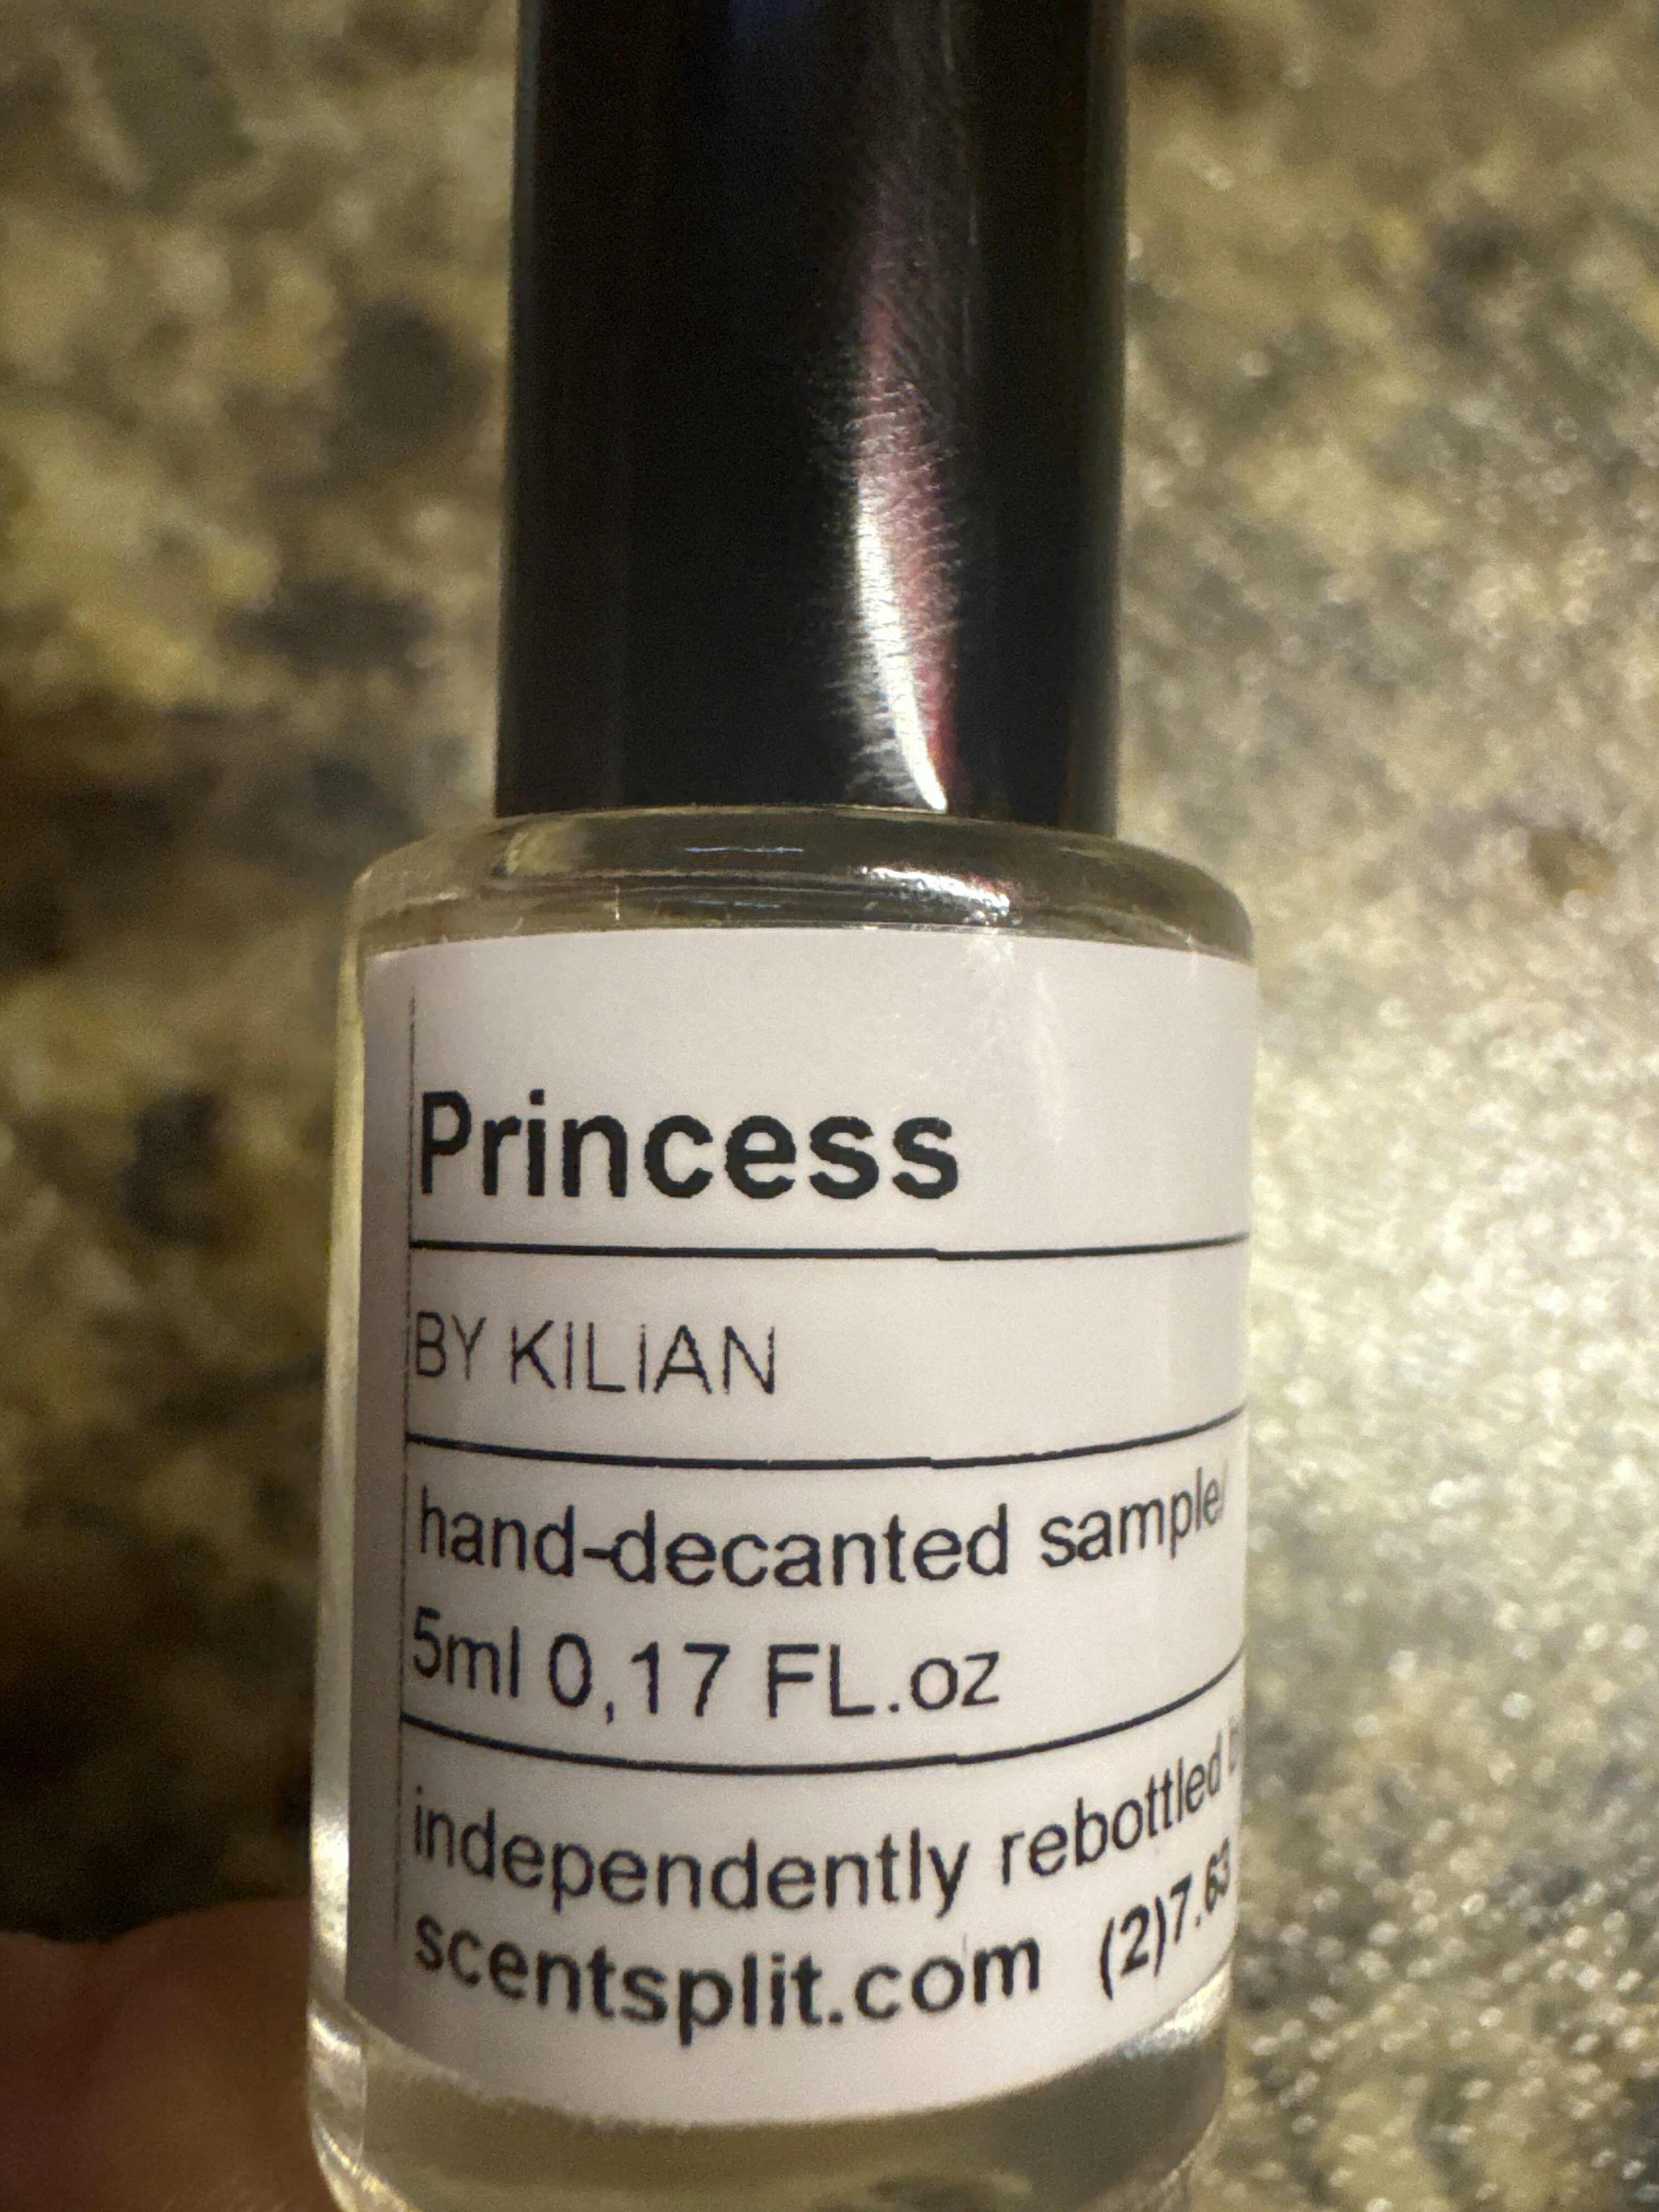 Princess
BY KILIAN
hand-decanted sample/
5ml 0,17 FL.oz
independently rebottled
scentsplit.com (2)7.63